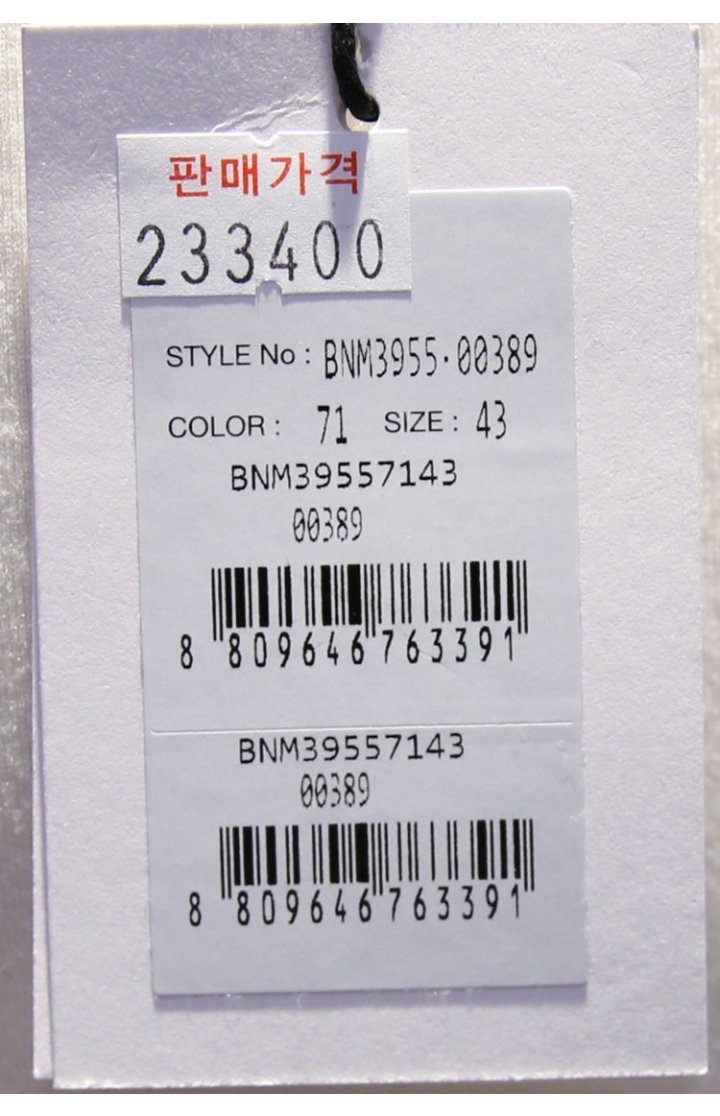 판매가격
233400
STYLE No : BNM3955-00389
COLOR : 71 SIZE : 43
BNM39557143
00389
8 809646 763391
BNM39557143
00389
8 809646 763391